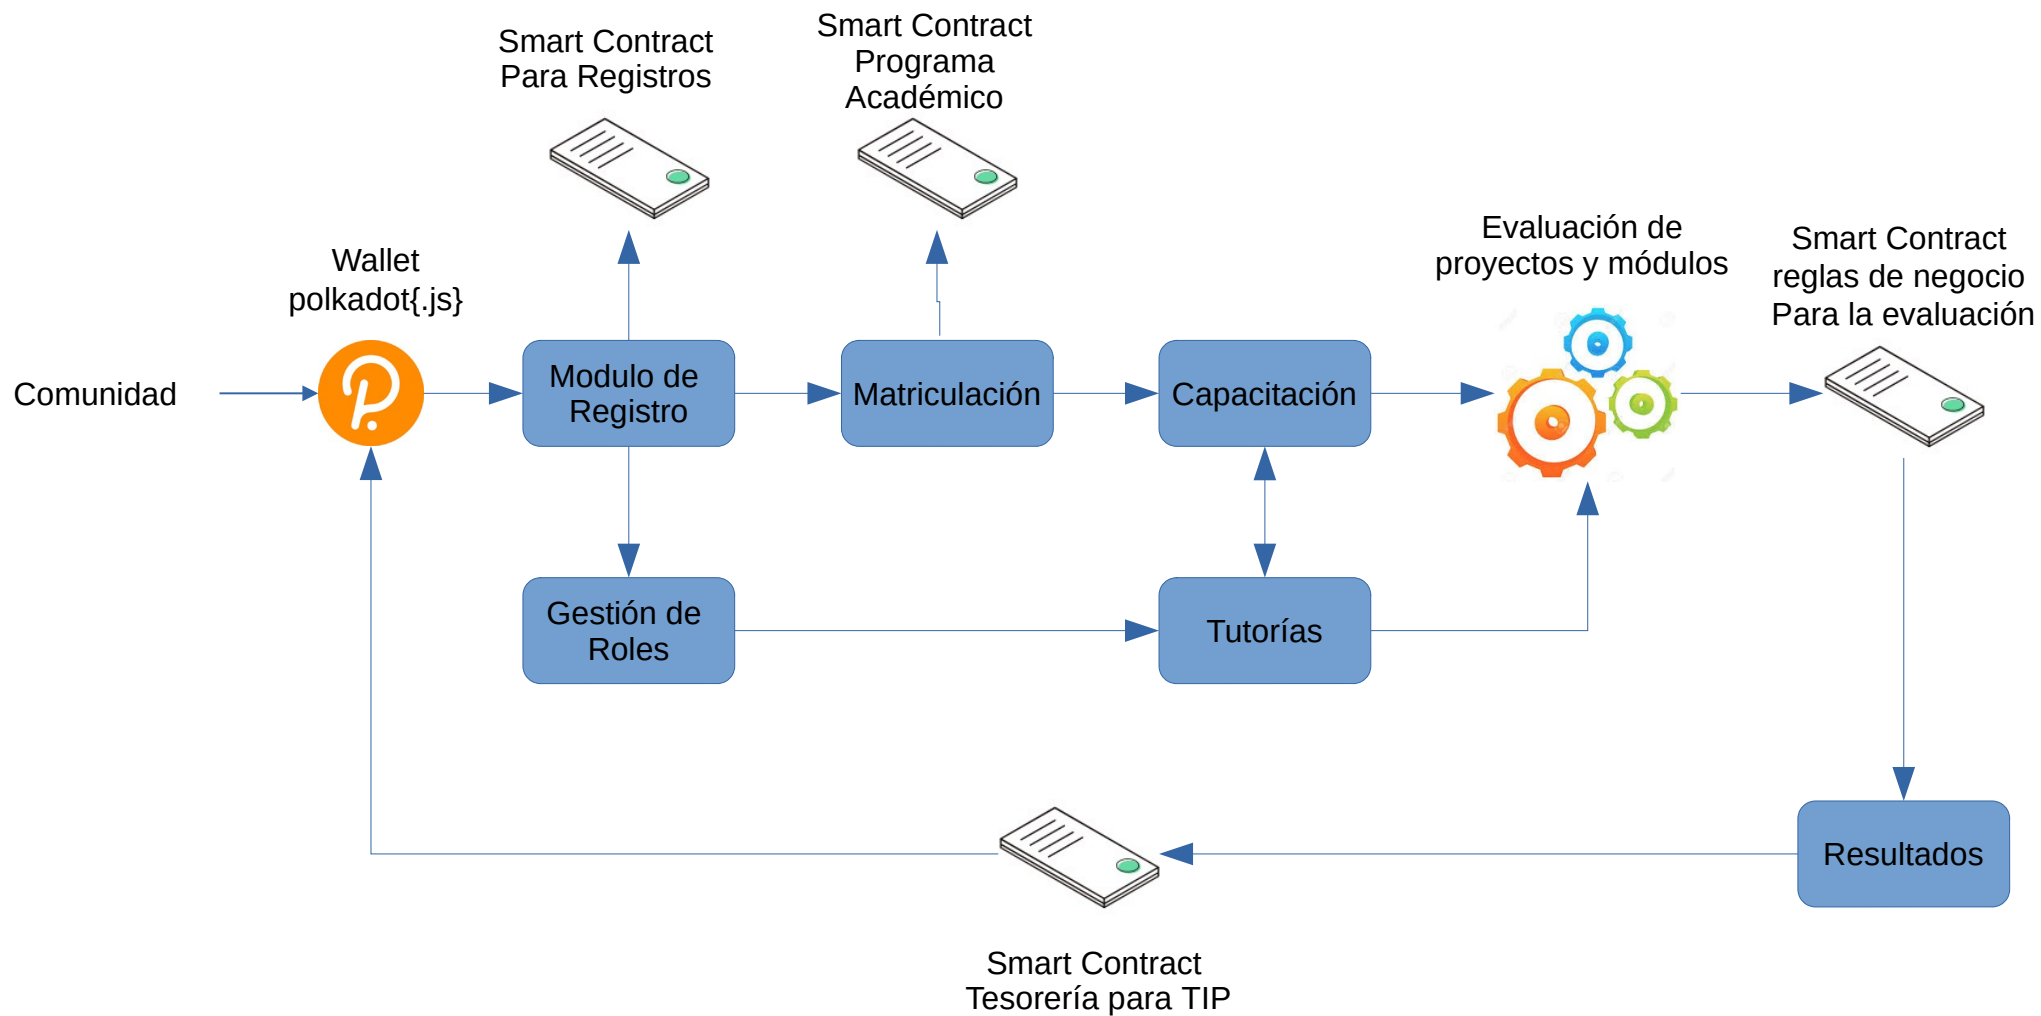 Smart Contract
Para Registros
Smart Contract
Programa
Académico
Wallet
polkadot{.js}
Evaluación de
proyectos y módulos
Smart Contract
reglas de negocio
Para la evaluación
Comunidad
Modulo de
Registro
Matriculación
Capacitación
Gestión de
Roles
Tutorías
Resultados
Smart Contract
Tesorería para TIP